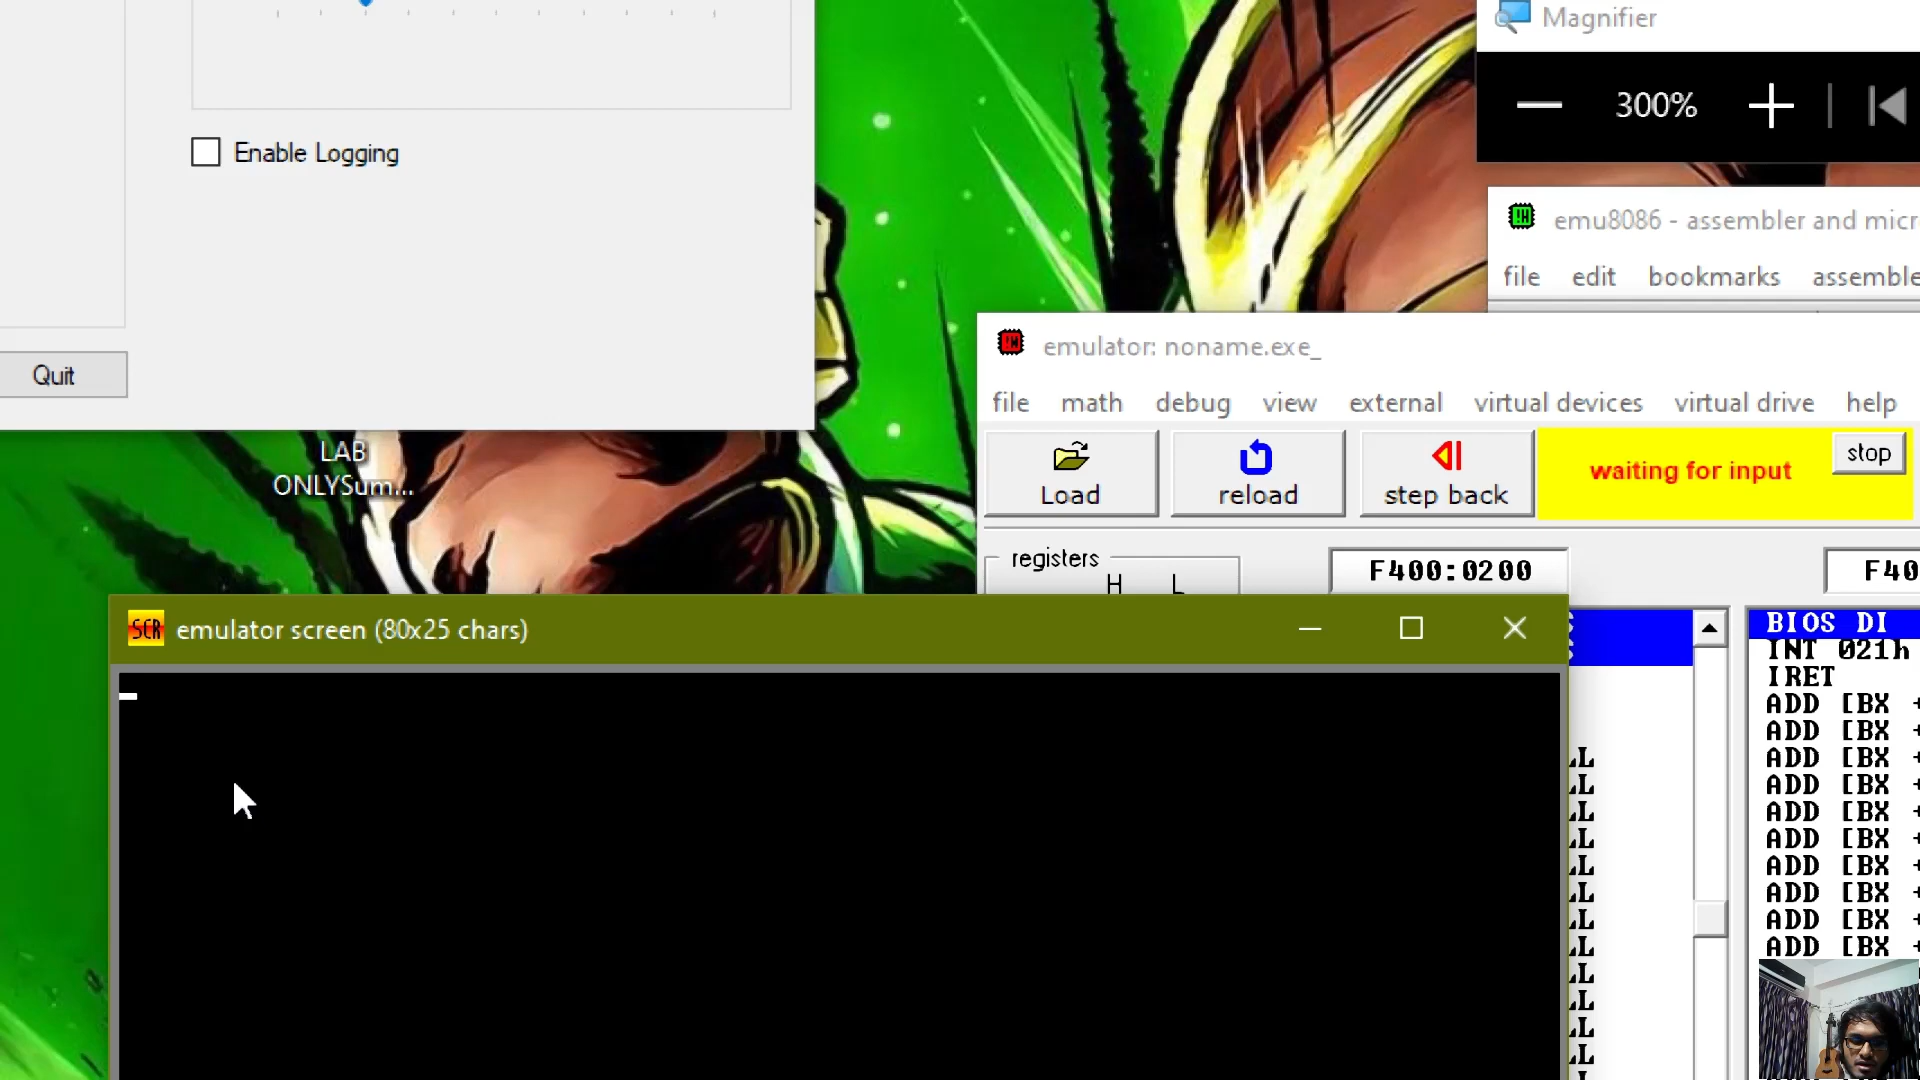 Magnifier
300%
Enable Logging
emu8086 - assembler and micr
file edit bookmarks assemble
emulator: noname.exe_
Quit
file math debug view external virtual devices virtual drive help
LAB
ONLYSum...
Load reload step back waiting for input stop
registers
H L
F400:0200
F40
SCR emulator screen (80x25 chars)
BIOS DI
INT 021h
IRET
ADD [BX +
ADD [BX +
ADD [BX +
ADD [BX +
ADD [BX +
ADD [BX +
ADD [BX +
ADD [BX +
ADD [BX +
ADD [BX +